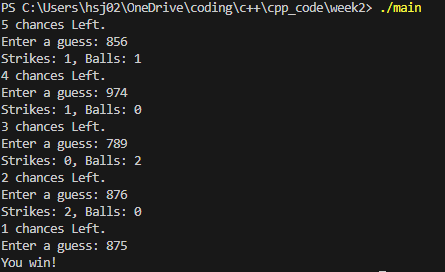 PS C:\Users\hsj02\OneDrive\coding\c++\cpp_code\week2> ./main
5 chances Left.
Enter a guess: 856
Strikes: 1, Balls: 1
4 chances Left.
Enter a guess: 974
Strikes: 1, Balls: 0
3 chances Left.
Enter a guess: 789
Strikes: 0, Balls: 2
2 chances Left.
Enter a guess: 876
Strikes: 2, Balls: 0
1 chances Left.
Enter a guess: 875
You win!